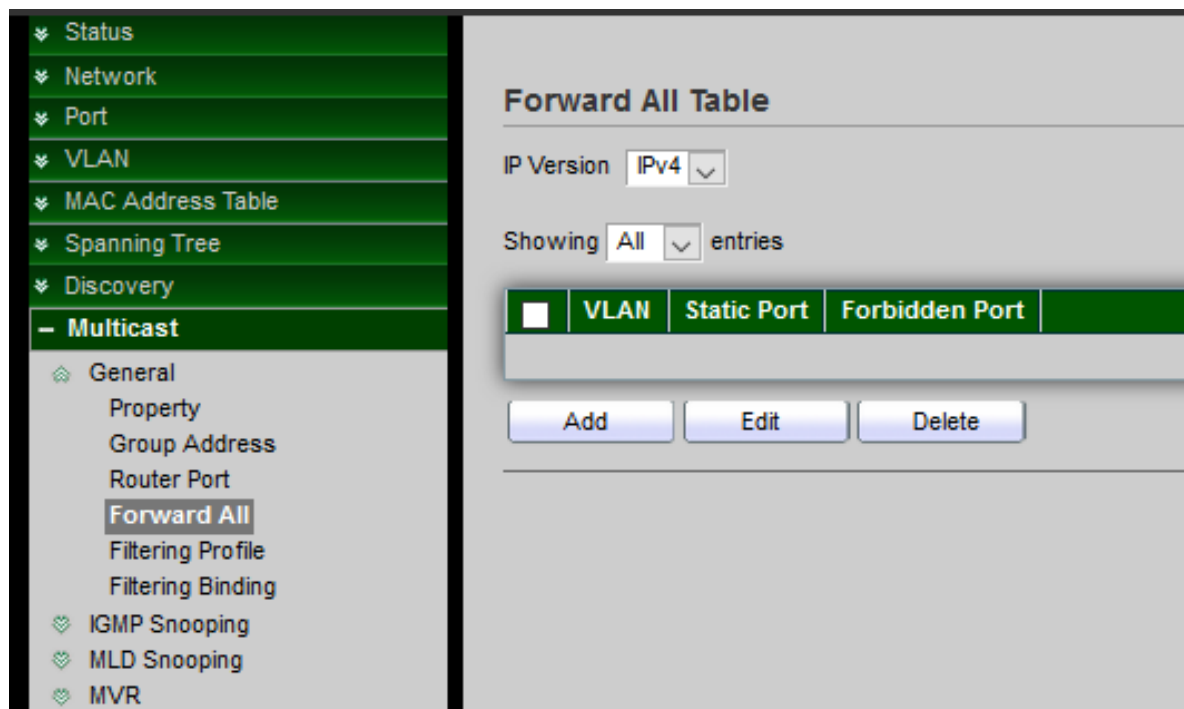 Status
Network
Port
VLAN
MAC Address Table
Spanning Tree
Discovery
Multicast
General
Property
Group Address
Router Port
Forward All
Filtering Profile
Filtering Binding
IGMP Snooping
MLD Snooping
MVR
Forward All Table
IP Version IPv4
Showing All entries
VLAN Static Port Forbidden Port
Add Edit Delete